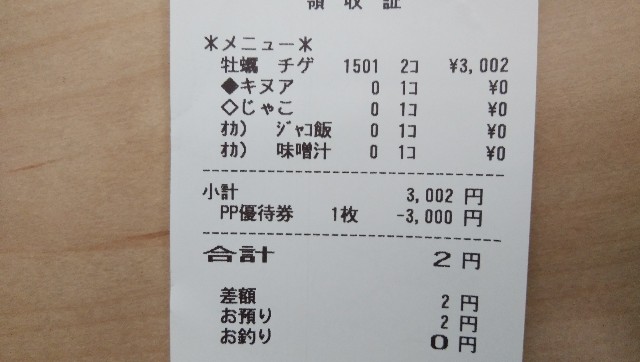 領収証
＊メニュー＊
牡蠣 チゲ 1501 2コ ¥3,002
◆キヌア 0 1コ ¥0
◇じゃこ 0 1コ ¥0
ｵｶ) ｼﾞｬｺ飯 0 1コ ¥0
ｵｶ) 味噌汁 0 1コ ¥0
小計 3,002 円
PP優待券 1枚 -3,000 円
合計 2 円
差額 2 円
お預り 2 円
お釣り 0 円